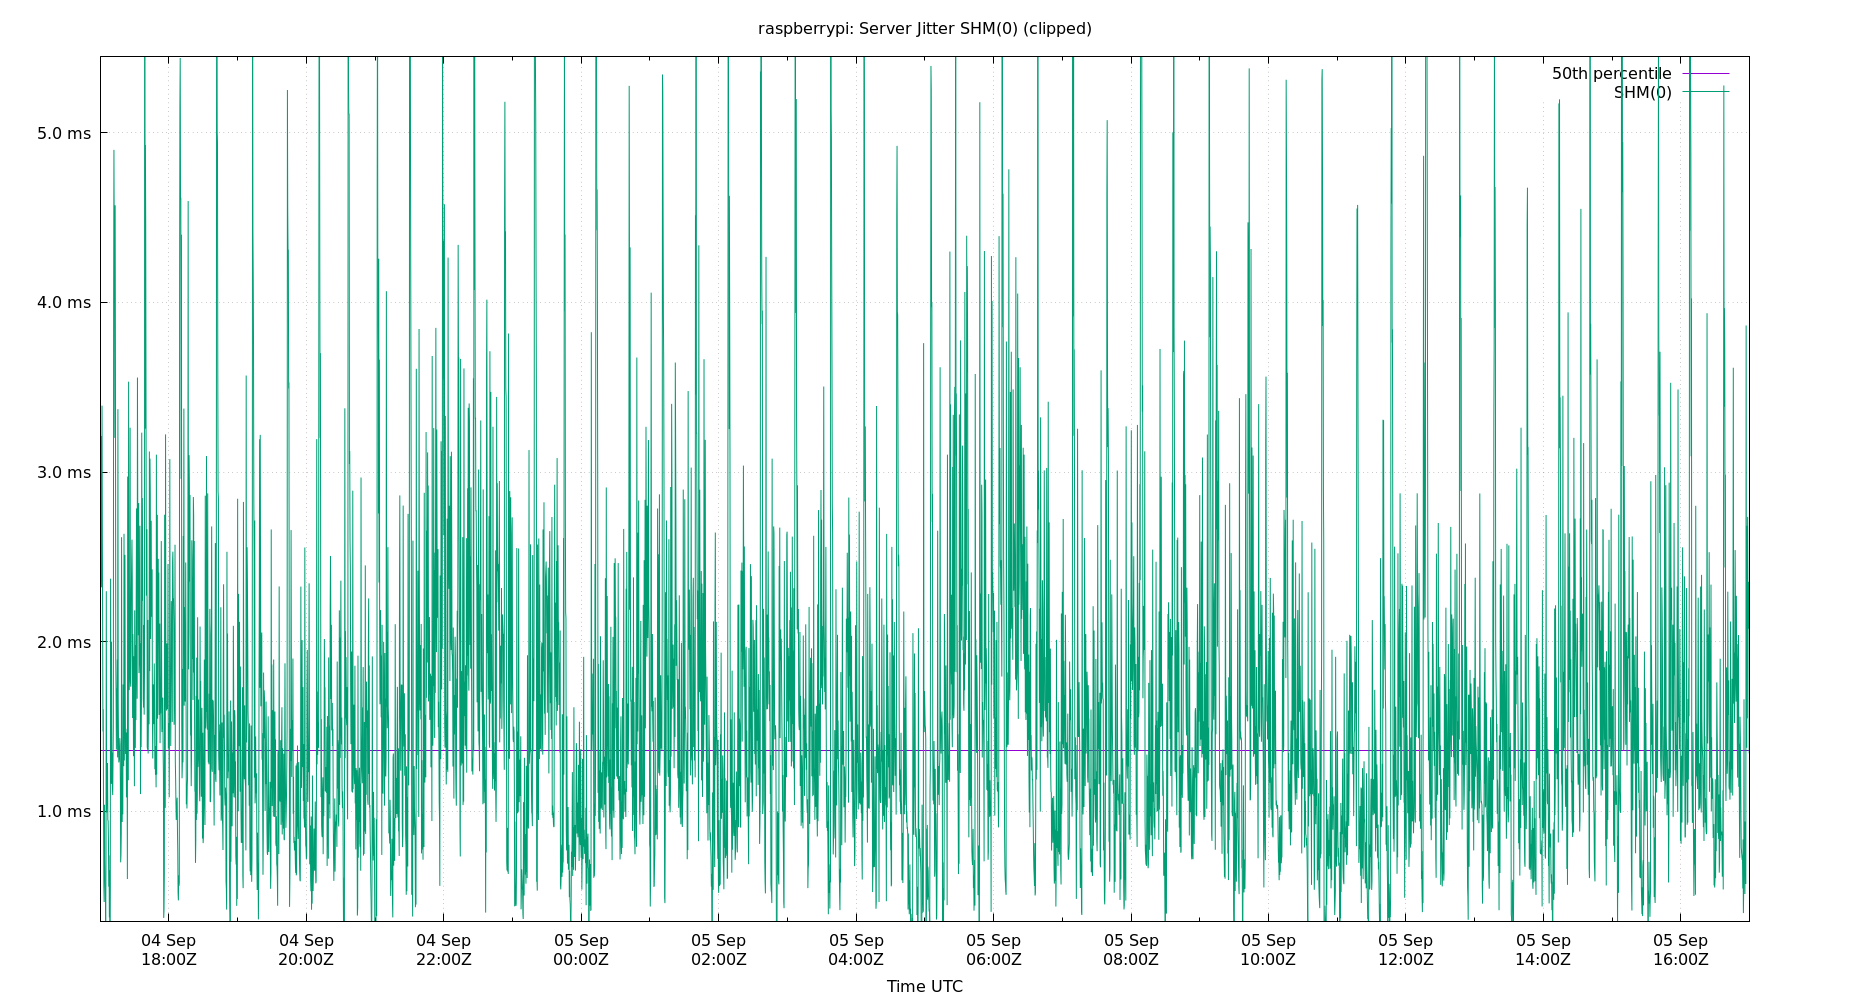 raspberrypi: Server Jitter SHM(0) (clipped)
50th percentile
SHM(0)
5.0 ms
4.0 ms
3.0 ms
2.0 ms
1.0 ms
04 Sep 04 Sep 04 Sep 05 Sep 05 Sep 05 Sep 05 Sep 05 Sep 05 Sep 05 Sep 05 Sep 05 Sep
18:00Z 20:00Z 22:00Z 00:00Z 02:00Z 04:00Z 06:00Z 08:00Z 10:00Z 12:00Z 14:00Z 16:00Z
Time UTC